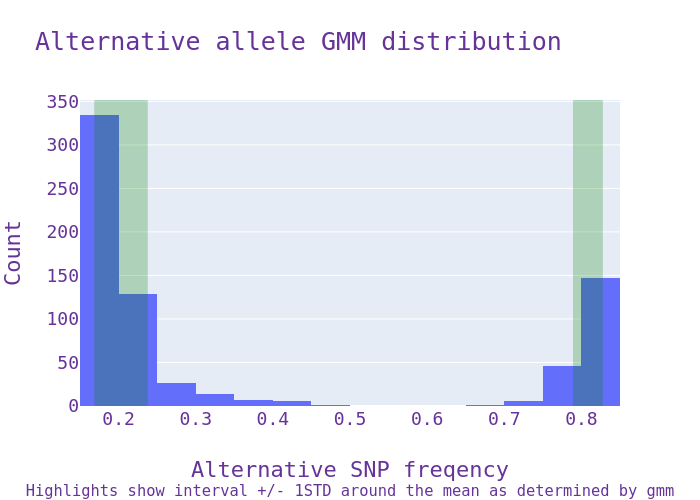 Alternative allele GMM distribution
350
300
250
200
150
100
50
0
Count
0.2 0.3 0.4 0.5 0.6 0.7 0.8
Alternative SNP freqency
Highlights show interval +/- 1STD around the mean as determined by gmm